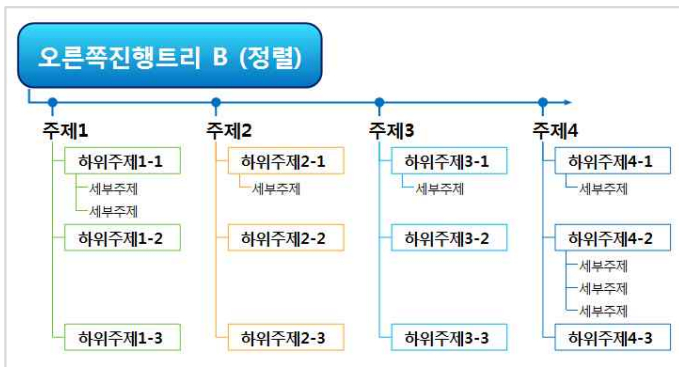 오른쪽진행트리 B (정렬)
주제1
하위주제1-1
세부주제
세부주제
하위주제1-2
하위주제1-3
주제2
하위주제2-1
세부주제
하위주제2-2
하위주제2-3
주제3
하위주제3-1
세부주제
하위주제3-2
하위주제3-3
주제4
하위주제4-1
세부주제
하위주제4-2
세부주제
세부주제
세부주제
하위주제4-3